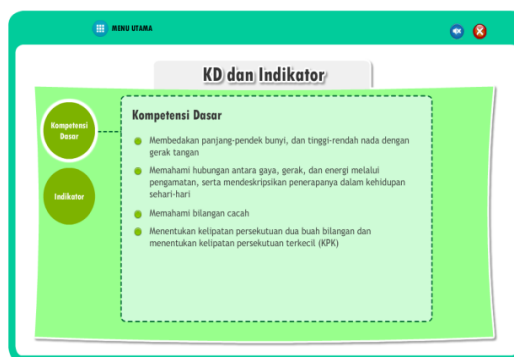 MENU UTAMA
KD dan Indikator
Kompetensi
Dasar
Indikator
Kompetensi Dasar
Membedakan panjang-pendek bunyi, dan tinggi-rendah nada dengan
gerak tangan
Memahami hubungan antara gaya, gerak, dan energi melalui
pengamatan, serta mendeskripsikan penerapanya dalam kehidupan
sehari-hari
Memahami bilangan cacah
Menentukan kelipatan persekutuan dua buah bilangan dan
menentukan kelipatan persekutuan terkecil (KPK)